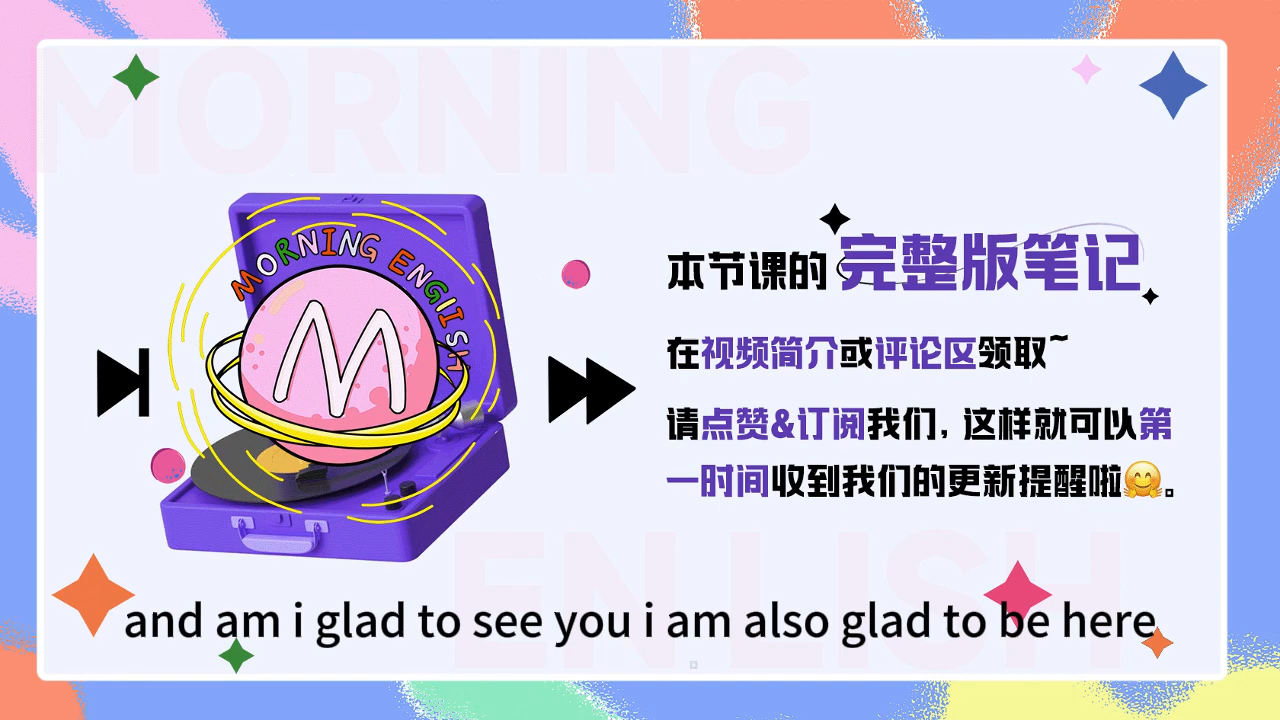 MORNING
MORNING ENGLISH
M
本节课的完整版笔记
在视频简介或评论区领取~
请点赞&订阅我们，这样就可以第
一时间收到我们的更新提醒啦🤗。
EN LISH
and am i glad to see you i am also glad to be here